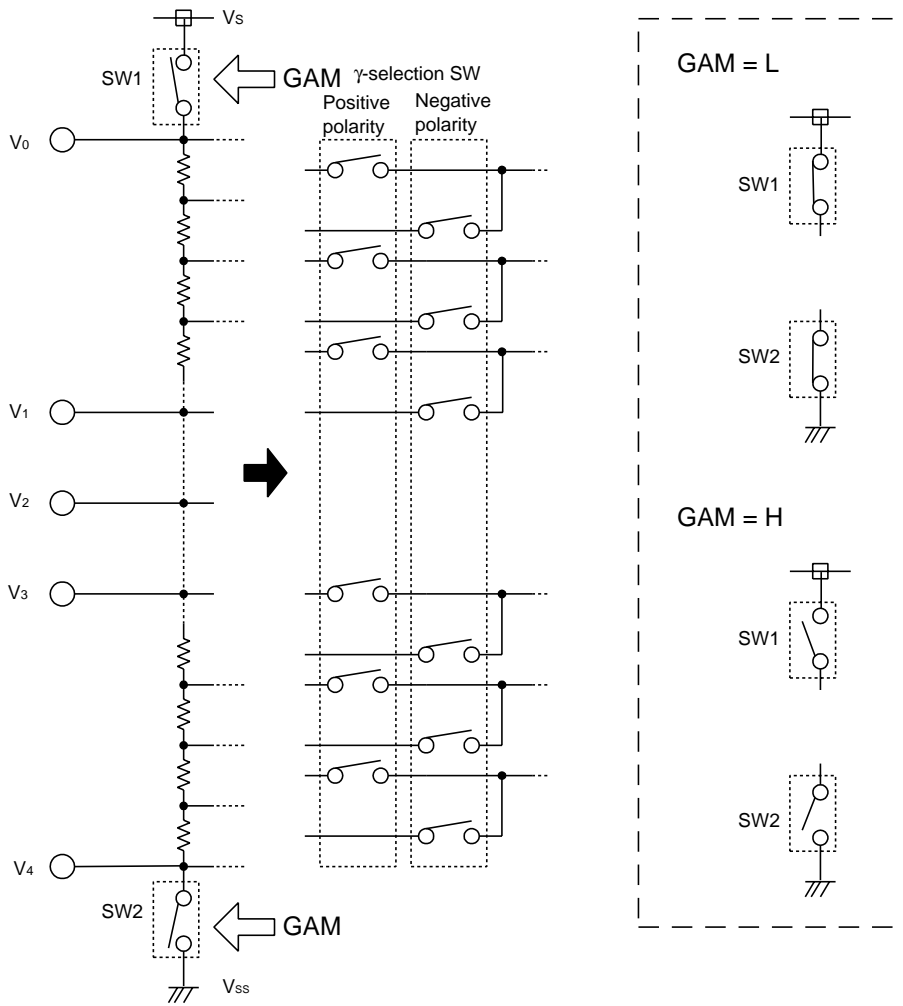 VS
SW1
GAM
γ-selection SW
Positive polarity
Negative polarity
V0
V1
V2
V3
V4
SW2
GAM
VSS
GAM = L
SW1
SW2
GAM = H
SW1
SW2